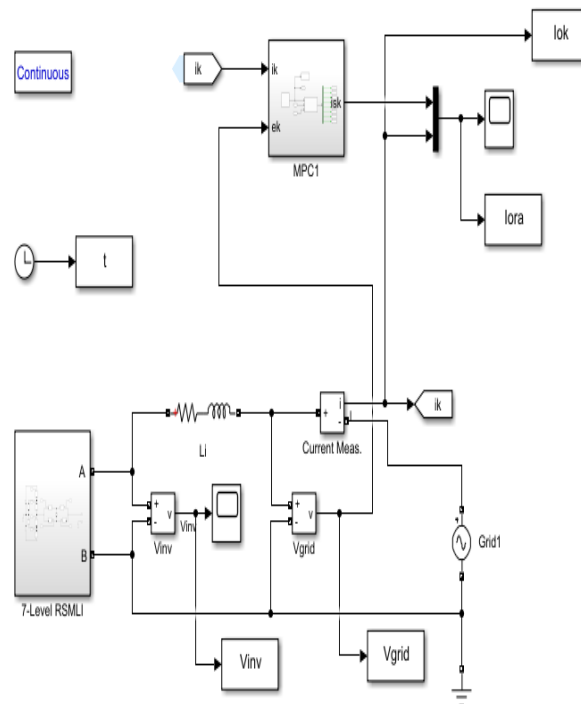 Iok
Continuous
ik
ik
isk
ek
MPC1
Iora
t
i
+
-
ik
Current Meas.
Li
A
+
v
-
Vinv
Vinv
+
v
-
Vgrid
B
Grid1
7-Level RSMLI
Vinv
Vgrid